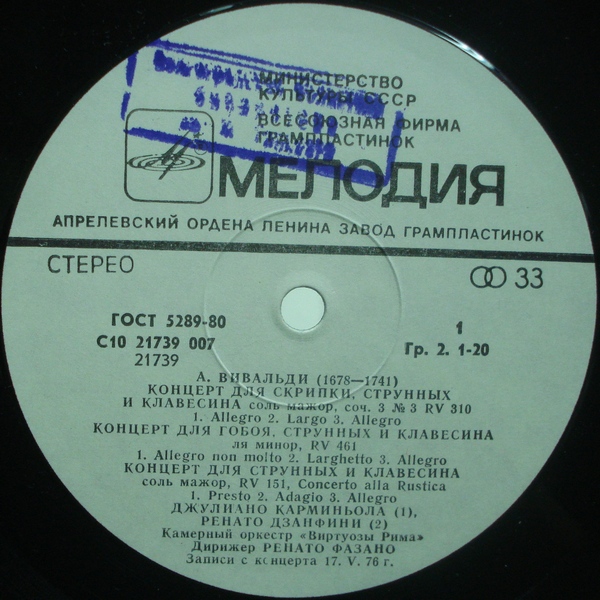 МИНИСТЕРСТВО
КУЛЬТУРЫ СССР
ВСЕСОЮЗНАЯ ФИРМА
ГРАМПЛАСТИНОК
МЕЛОДИЯ
АПРЕЛЕВСКИЙ ОРДЕНА ЛЕНИНА ЗАВОД ГРАМПЛАСТИНОК
СТЕРЕО
33
ГОСТ 5289-80
С10 21739 007
21739
1
Гр. 2. 1-20
А. ВИВАЛЬДИ (1678—1741)
КОНЦЕРТ ДЛЯ СКРИПКИ, СТРУННЫХ
И КЛАВЕСИНА соль мажор, соч. 3 № 3 RV 310
1. Allegro 2. Largo 3. Allegro
КОНЦЕРТ ДЛЯ ГОБОЯ, СТРУННЫХ И КЛАВЕСИНА
ля минор, RV 461
1. Allegro non molto 2. Larghetto 3. Allegro
КОНЦЕРТ ДЛЯ СТРУННЫХ И КЛАВЕСИНА
соль мажор, RV 151, Concerto alla Rustica
1. Presto 2. Adagio 3. Allegro
ДЖУЛИАНО КАРМИНЬОЛА (1),
РЕНАТО ДЗАНФИНИ (2)
Камерный оркестр «Виртуозы Рима»
Дирижер РЕНАТО ФАЗАНО
Записи с концерта 17. V. 76 г.